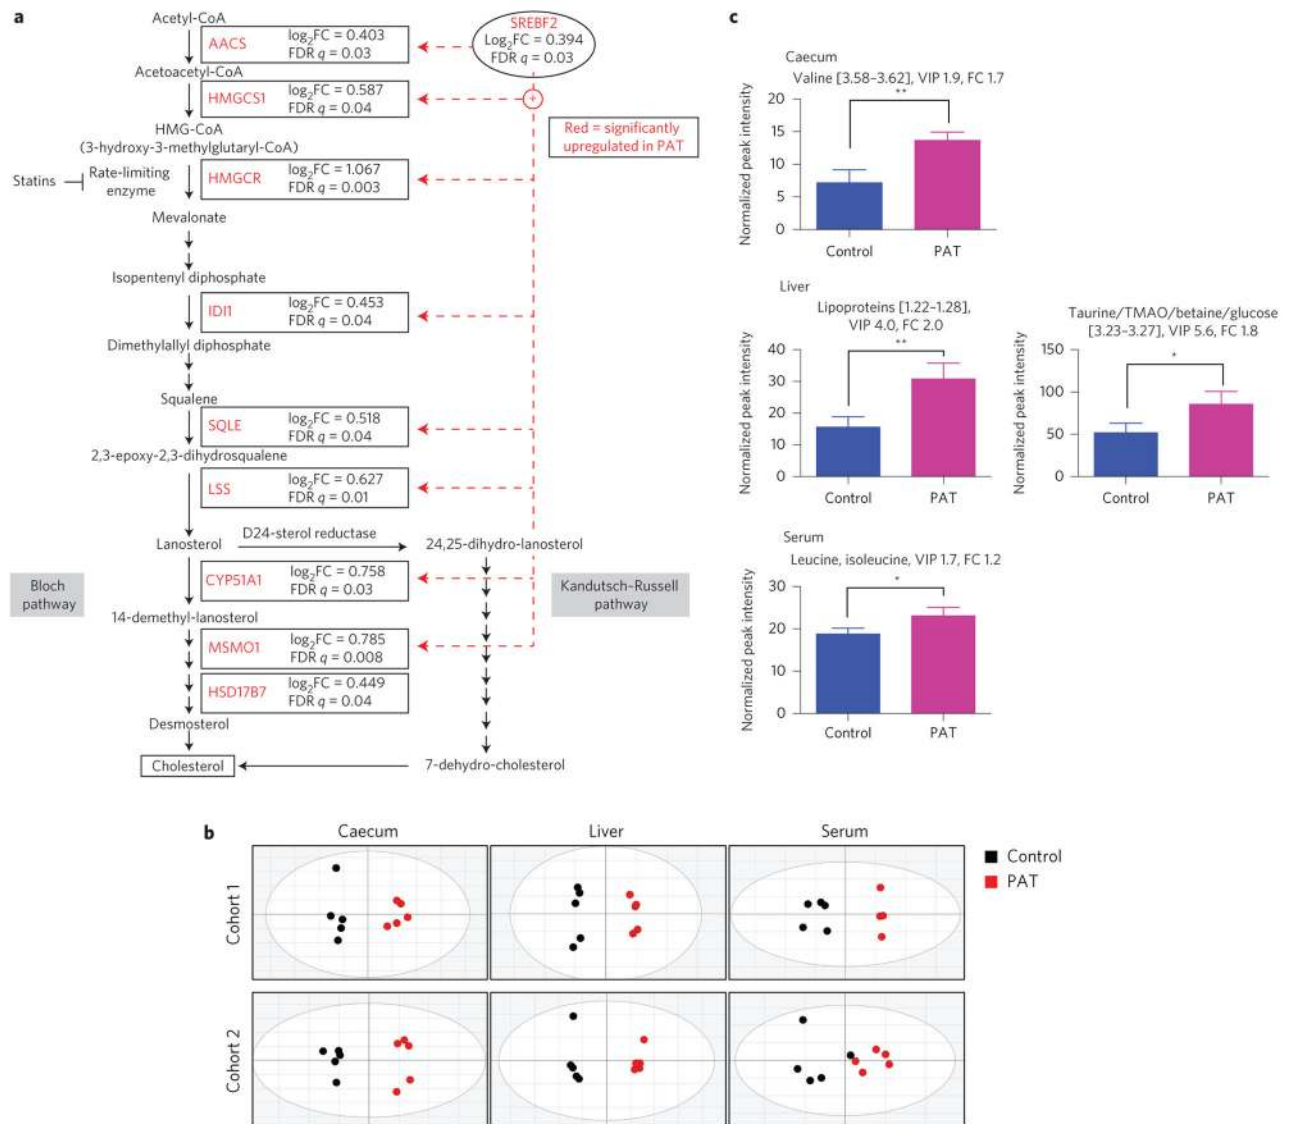 a
Acetyl-CoA
AACS
log2FC = 0.403
FDR q = 0.03
SREBF2
Log2FC = 0.394
FDR q = 0.03
Acetoacetyl-CoA
HMGCS1
log2FC = 0.587
FDR q = 0.04
+
Red = significantly
upregulated in PAT
HMG-CoA
(3-hydroxy-3-methylglutaryl-CoA)
Statins
Rate-limiting
enzyme
HMGCR
log2FC = 1.067
FDR q = 0.003
Mevalonate
Isopentenyl diphosphate
IDI1
log2FC = 0.453
FDR q = 0.04
Dimethylallyl diphosphate
Squalene
SQLE
log2FC = 0.518
FDR q = 0.04
2,3-epoxy-2,3-dihydrosqualene
LSS
log2FC = 0.627
FDR q = 0.01
Lanosterol
D24-sterol reductase
24,25-dihydro-lanosterol
Bloch
pathway
CYP51A1
log2FC = 0.758
FDR q = 0.03
Kandutsch-Russell
pathway
14-demethyl-lanosterol
MSMO1
log2FC = 0.785
FDR q = 0.008
HSD17B7
log2FC = 0.449
FDR q = 0.04
Desmosterol
Cholesterol
7-dehydro-cholesterol
c
Caecum
Valine [3.58–3.62], VIP 1.9, FC 1.7
**
Normalized peak intensity
20
15
10
5
0
Control PAT
Liver
Lipoproteins [1.22–1.28],
VIP 4.0, FC 2.0
**
Normalized peak intensity
40
30
20
10
0
Control PAT
Taurine/TMAO/betaine/glucose
[3.23–3.27], VIP 5.6, FC 1.8
*
Normalized peak intensity
150
100
50
0
Control PAT
Serum
Leucine, isoleucine, VIP 1.7, FC 1.2
*
Normalized peak intensity
30
20
10
0
Control PAT
b
Caecum Liver Serum
Cohort 1
Cohort 2
Control
PAT